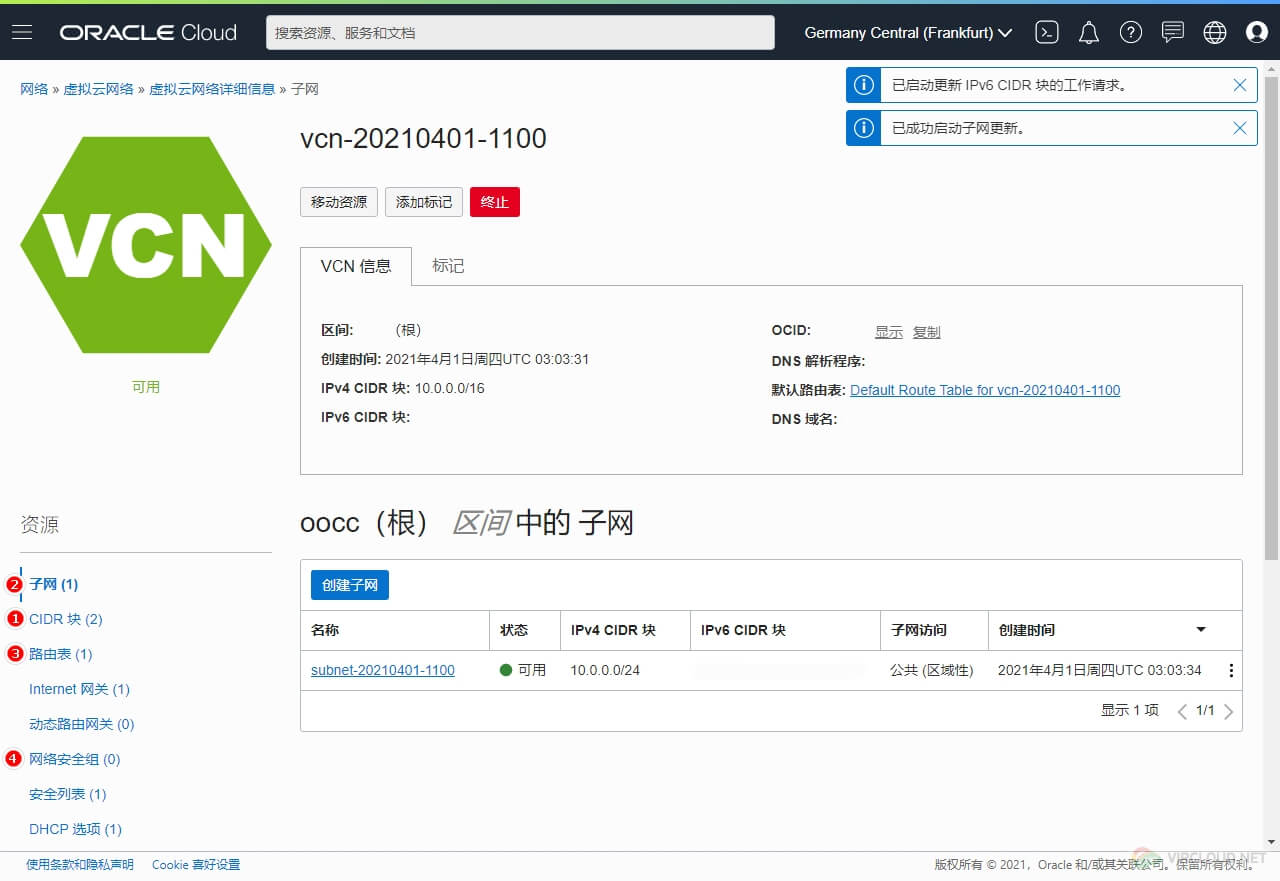 ORACLE Cloud
搜索资源、服务和文档
Germany Central (Frankfurt)
网络 » 虚拟云网络 » 虚拟云网络详细信息 » 子网
已启动更新 IPv6 CIDR 块的工作请求。
已成功启动子网更新。
VCN
可用
vcn-20210401-1100
移动资源 添加标记 终止
VCN 信息 标记
区间: （根）
创建时间: 2021年4月1日周四UTC 03:03:31
IPv4 CIDR 块: 10.0.0.0/16
IPv6 CIDR 块:
OCID: 显示 复制
DNS 解析程序:
默认路由表: Default Route Table for vcn-20210401-1100
DNS 域名:
资源
2 子网 (1)
1 CIDR 块 (2)
3 路由表 (1)
Internet 网关 (1)
动态路由网关 (0)
4 网络安全组 (0)
安全列表 (1)
DHCP 选项 (1)
oocc（根） 区间 中的 子网
创建子网
名称 状态 IPv4 CIDR 块 IPv6 CIDR 块 子网访问 创建时间
subnet-20210401-1100 可用 10.0.0.0/24 公共 (区域性) 2021年4月1日周四UTC 03:03:34
显示 1 项 1/1
使用条款和隐私声明 Cookie 喜好设置
版权所有 © 2021，Oracle 和/或其关联公司。保留所有权利。
VIRCLOUD.NET